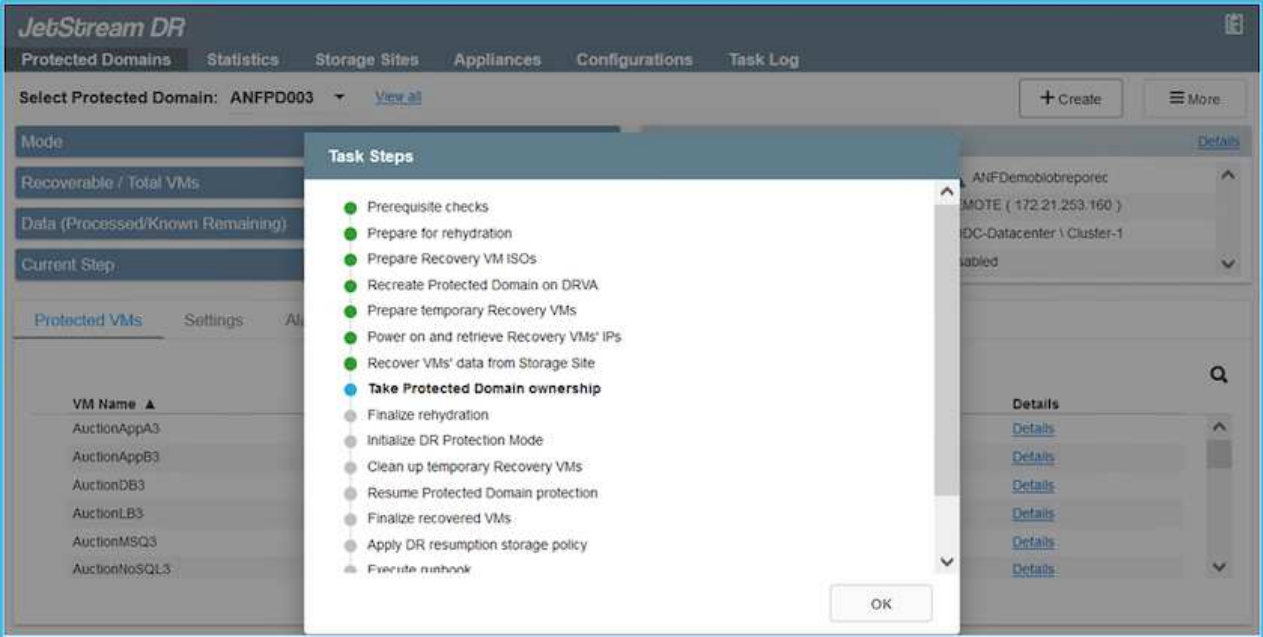 JetStream DR
Protected Domains Statistics Storage Sites Appliances Configurations Task Log
Select Protected Domain: ANFPD003 View all
+ Create
More
Mode
Details
Recoverable / Total VMs
Data (Processed/Known Remaining)
Current Step
ANFDemoblobreporec
EMOTE ( 172.21.253.160 )
DC-Datacenter \ Cluster-1
abled
Task Steps
Prerequisite checks
Prepare for rehydration
Prepare Recovery VM ISOs
Recreate Protected Domain on DRVA
Prepare temporary Recovery VMs
Power on and retrieve Recovery VMs' IPs
Recover VMs' data from Storage Site
Take Protected Domain ownership
Finalize rehydration
Initialize DR Protection Mode
Clean up temporary Recovery VMs
Resume Protected Domain protection
Finalize recovered VMs
Apply DR resumption storage policy
Execute runbook
OK
Protected VMs Settings Al
VM Name ▲ Details
AuctionAppA3 Details
AuctionAppB3 Details
AuctionDB3 Details
AuctionLB3 Details
AuctionMSQ3 Details
AuctionNoSQL3 Details